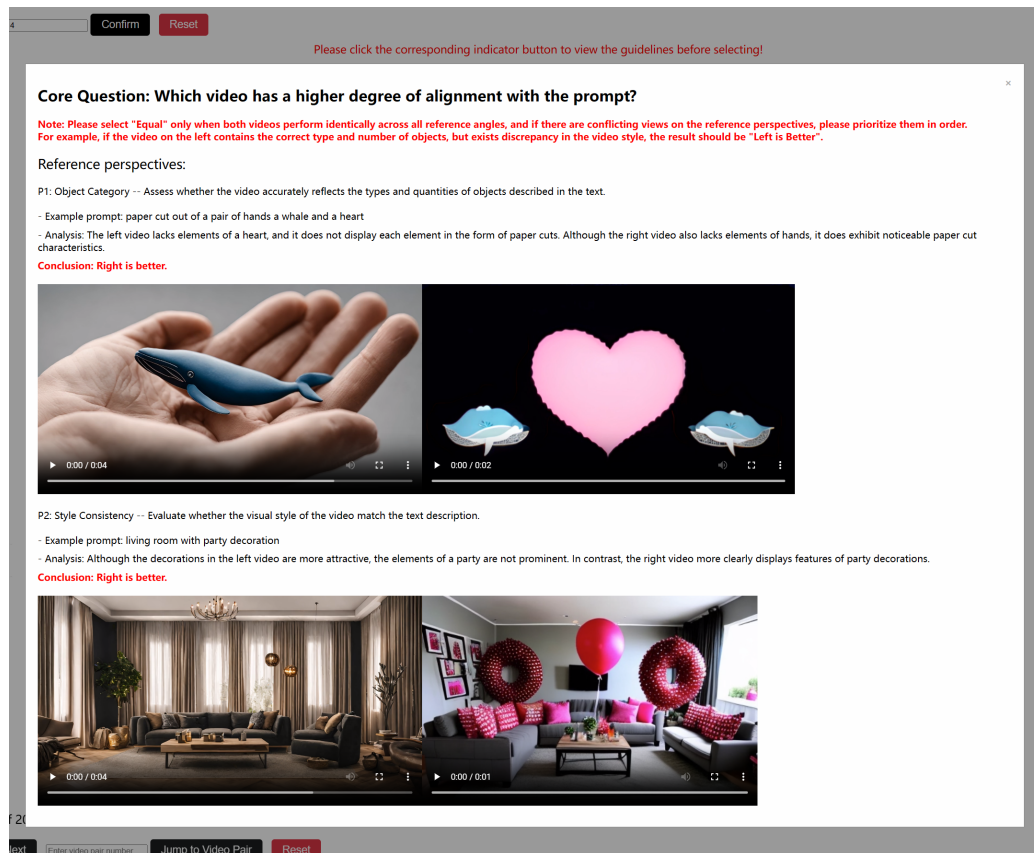 4 Confirm Reset
Please click the corresponding indicator button to view the guidelines before selecting!
×
Core Question: Which video has a higher degree of alignment with the prompt?
Note: Please select "Equal" only when both videos perform identically across all reference angles, and if there are conflicting views on the reference perspectives, please prioritize them in order.
For example, if the video on the left contains the correct type and number of objects, but exists discrepancy in the video style, the result should be "Left is Better".
Reference perspectives:
P1: Object Category -- Assess whether the video accurately reflects the types and quantities of objects described in the text.
- Example prompt: paper cut out of a pair of hands a whale and a heart
- Analysis: The left video lacks elements of a heart, and it does not display each element in the form of paper cuts. Although the right video also lacks elements of hands, it does exhibit noticeable paper cut
characteristics.
Conclusion: Right is better.
0:00 / 0:04 0:00 / 0:02
P2: Style Consistency -- Evaluate whether the visual style of the video match the text description.
- Example prompt: living room with party decoration
- Analysis: Although the decorations in the left video are more attractive, the elements of a party are not prominent. In contrast, the right video more clearly displays features of party decorations.
Conclusion: Right is better.
0:00 / 0:04 0:00 / 0:01
f 20
Next Enter video pair number Jump to Video Pair Reset